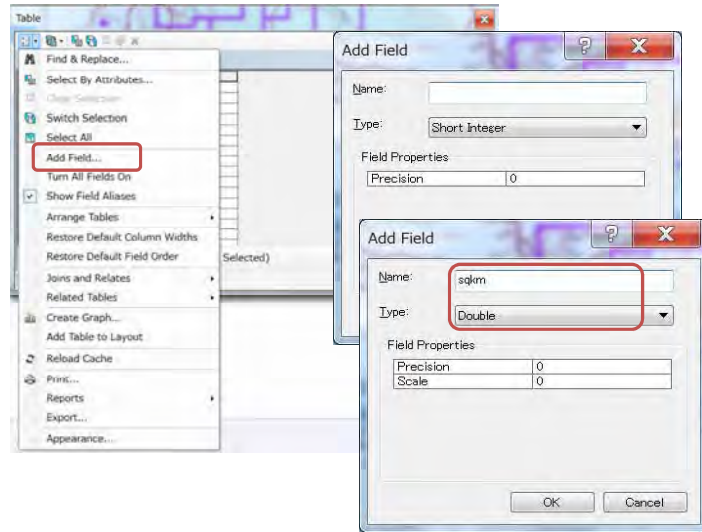 Table
Find & Replace...
Select By Attributes...
Clear Selection
Switch Selection
Select All
Add Field...
Turn All Fields On
Show Field Aliases
Arrange Tables
Restore Default Column Widths
Restore Default Field Order
Selected)
Joins and Relates
Related Tables
Create Graph...
Add Table to Layout
Reload Cache
Print...
Reports
Export...
Appearance...
Add Field
Name:
Type: Short Integer
Field Properties
Precision 0
Add Field
Name: sqkm
Type: Double
Field Properties
Precision 0
Scale 0
OK Cancel